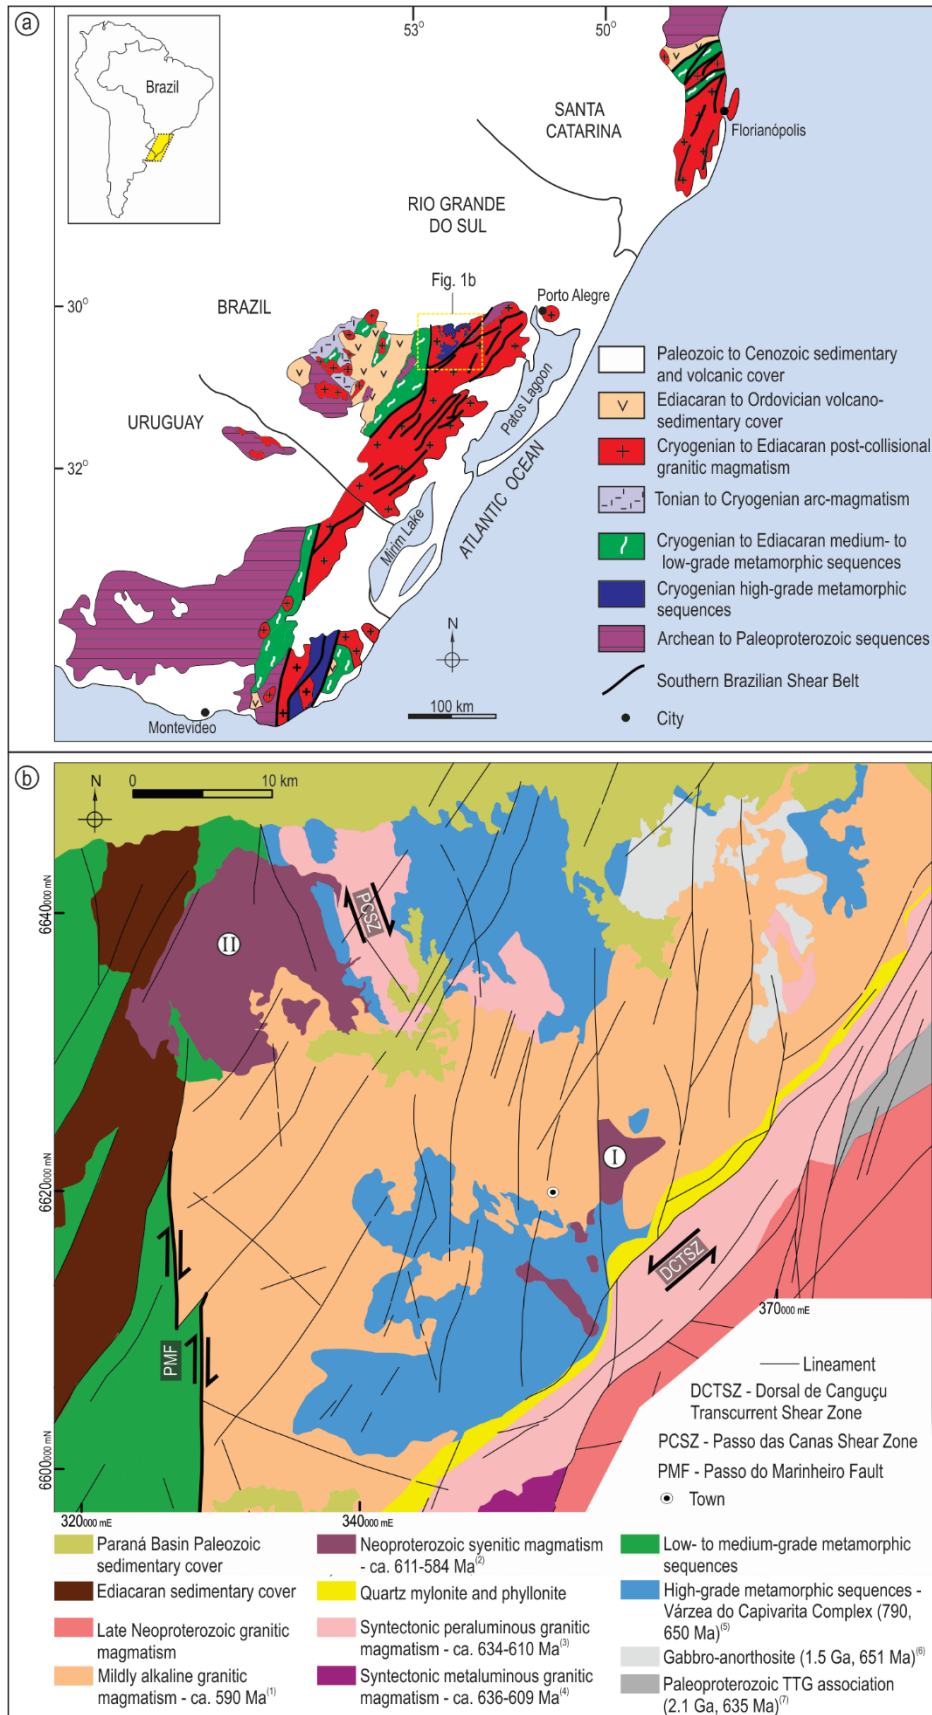 a
53°
50°
Brazil
SANTA
CATARINA
Florianópolis
RIO GRANDE
DO SUL
Fig. 1b
30°
BRAZIL
Porto Alegre
URUGUAY
Patos Lagoon
32°
Mirim Lake
ATLANTIC OCEAN
N
100 km
Montevideo
Paleozoic to Cenozoic sedimentary
and volcanic cover
Ediacaran to Ordovician volcano-
sedimentary cover
Cryogenian to Ediacaran post-collisional
granitic magmatism
Tonian to Cryogenian arc-magmatism
Cryogenian to Ediacaran medium- to
low-grade metamorphic sequences
Cryogenian high-grade metamorphic
sequences
Archean to Paleoproterozoic sequences
Southern Brazilian Shear Belt
City
b
N
0 10 km
6640000 mN
PCSZ
II
I
6620000 mN
DCTSZ
370000 mE
PMF
6600000 mN
320000 mE
340000 mE
Lineament
DCTSZ - Dorsal de Canguçu
Transcurrent Shear Zone
PCSZ - Passo das Canas Shear Zone
PMF - Passo do Marinheiro Fault
Town
Paraná Basin Paleozoic
sedimentary cover
Ediacaran sedimentary cover
Late Neoproterozoic granitic
magmatism
Mildly alkaline granitic
magmatism - ca. 590 Ma(1)
Neoproterozoic syenitic magmatism
- ca. 611-584 Ma(2)
Quartz mylonite and phyllonite
Syntectonic peraluminous granitic
magmatism - ca. 634-610 Ma(3)
Syntectonic metaluminous granitic
magmatism - ca. 636-609 Ma(4)
Low- to medium-grade metamorphic
sequences
High-grade metamorphic sequences -
Várzea do Capivarita Complex (790,
650 Ma)(5)
Gabbro-anorthosite (1.5 Ga, 651 Ma)(6)
Paleoproterozoic TTG association
(2.1 Ga, 635 Ma)(7)